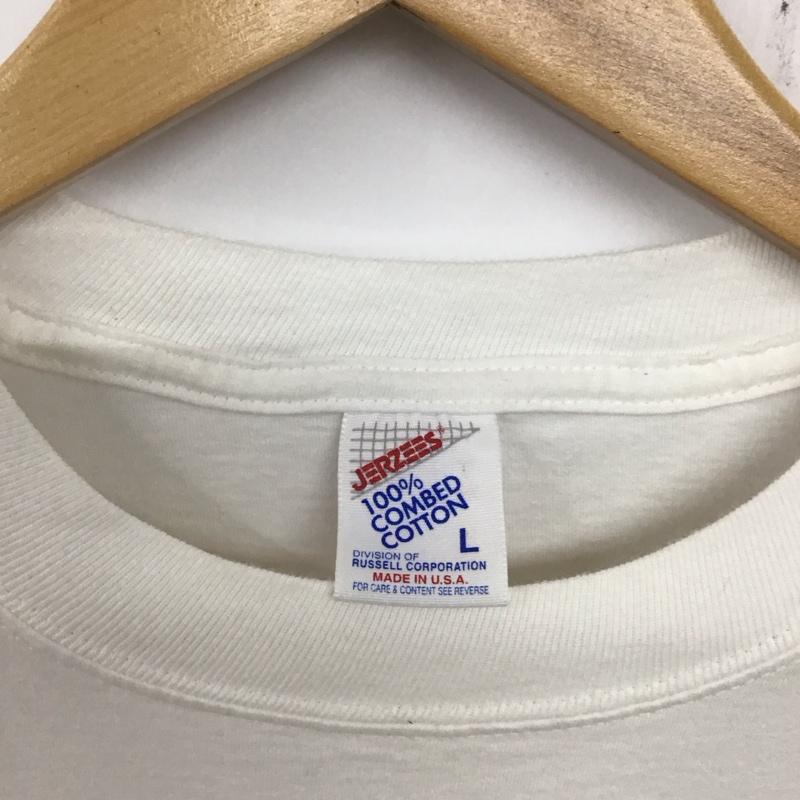 JERZEES®
100%
COMBED
COTTON
L
DIVISION OF
RUSSELL CORPORATION
MADE IN U.S.A.
FOR CARE & CONTENT SEE REVERSE